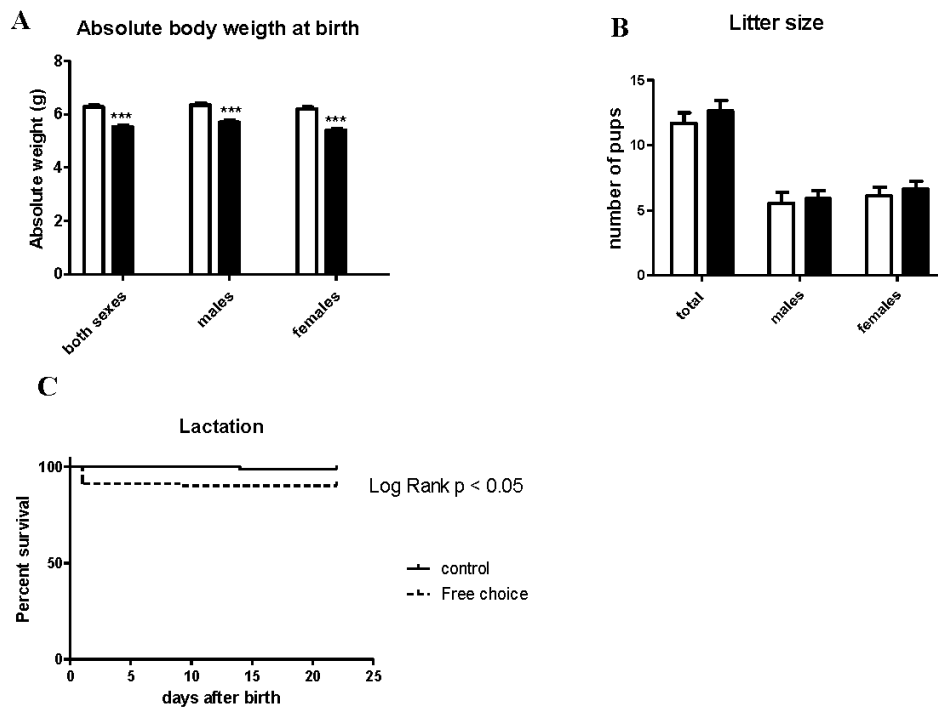 A
Absolute body weigth at birth
Absolute weight (g)
8
6
4
2
0
***
***
***
both sexes
males
females
B
Litter size
number of pups
15
10
5
0
total
males
females
C
Lactation
Percent survival
100
50
0
0 5 10 15 20 25
days after birth
Log Rank p < 0.05
control
Free choice